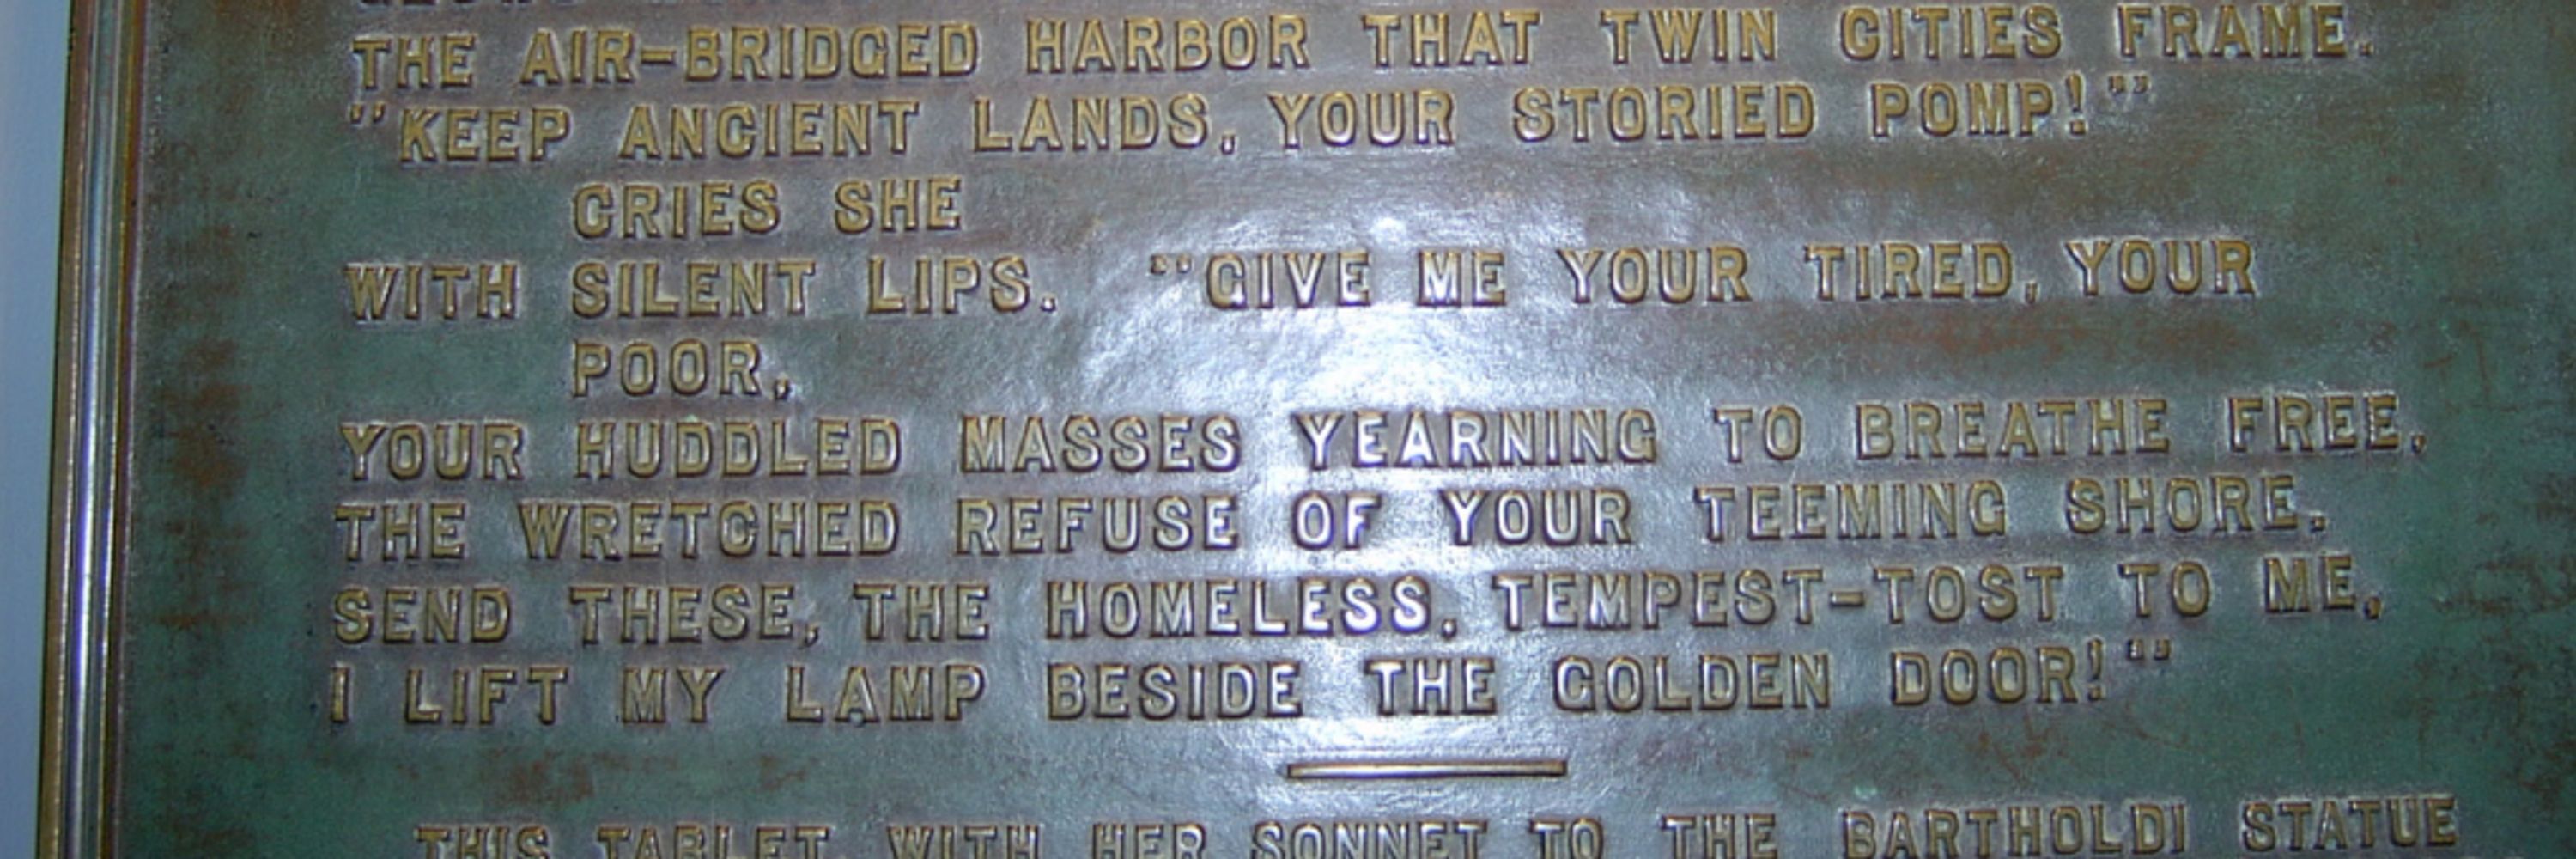 THE AIR-BRIDGED HARBOR THAT TWIN CITIES FRAME.
"KEEP ANCIENT LANDS, YOUR STORIED POMP!"
CRIES SHE
WITH SILENT LIPS. "GIVE ME YOUR TIRED, YOUR
POOR,
YOUR HUDDLED MASSES YEARNING TO BREATHE FREE,
THE WRETCHED REFUSE OF YOUR TEEMING SHORE.
SEND THESE, THE HOMELESS, TEMPEST-TOST TO ME,
I LIFT MY LAMP BESIDE THE GOLDEN DOOR!"
THIS TABLET, WITH HER SONNET TO THE BARTHOLDI STATUE